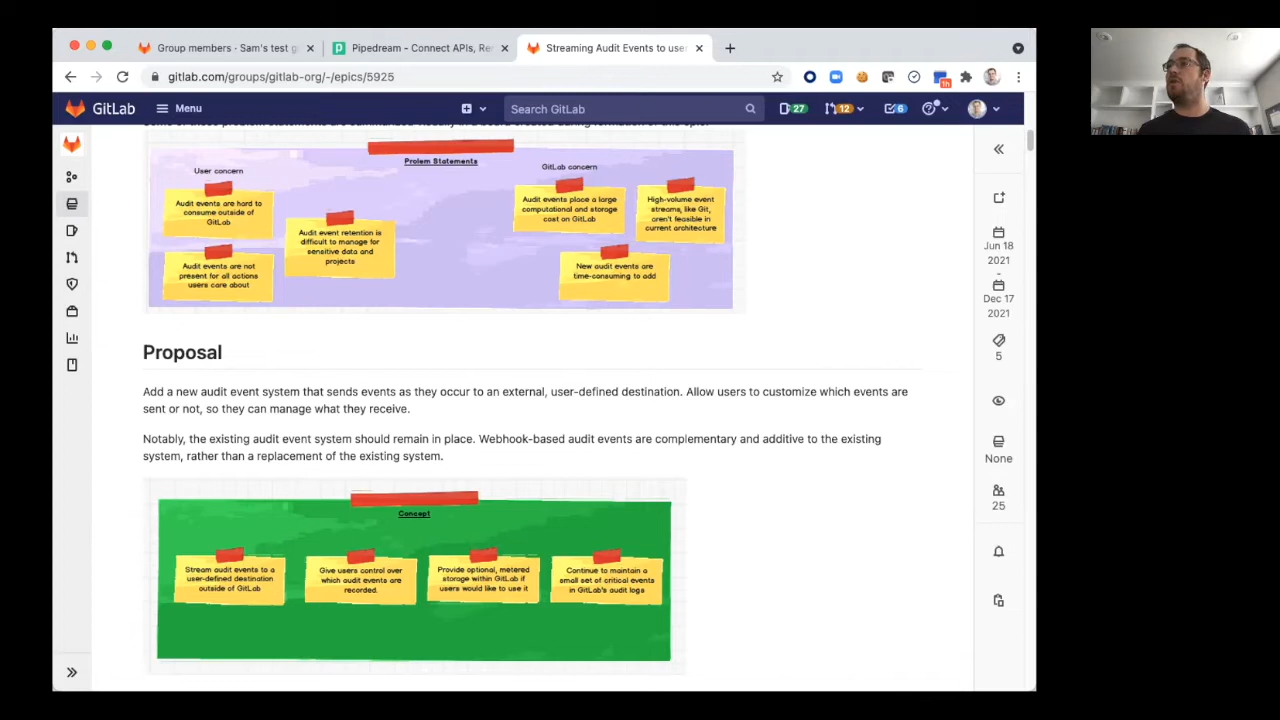 Group members · Sam's test g
Pipedream - Connect APIs, Re
Streaming Audit Events to use
gitlab.com/groups/gitlab-org/-/epics/5925
1h
GitLab
Menu
Search GitLab
27
12
6
Prolem Statements
User concern
GitLab concern
Audit events are hard to
consume outside of
GitLab
Audit event retention is
difficult to manage for
sensitive data and
projects
Audit events are not
present for all actions
users care about
Audit events place a large
computational and storage
cost on GitLab
High-volume event
streams, like Git,
aren't feasible in
current architecture
New audit events are
time-consuming to add
Proposal
Add a new audit event system that sends events as they occur to an external, user-defined destination. Allow users to customize which events are
sent or not, so they can manage what they receive.
Notably, the existing audit event system should remain in place. Webhook-based audit events are complementary and additive to the existing
system, rather than a replacement of the existing system.
Concept
Stream audit events to a
user-defined destination
outside of GitLab
Give users control over
which audit events are
recorded.
Provide optional, metered
storage within GitLab if
users would like to use it
Continue to maintain a
small set of critical events
in GitLab's audit logs
Jun 18
2021
-
Dec 17
2021
5
None
25